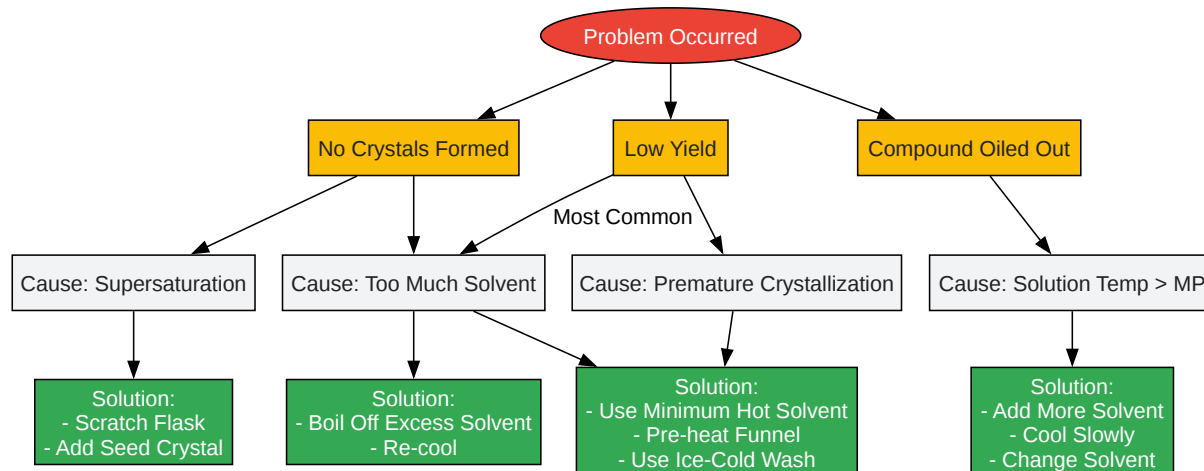 Problem Occurred
No Crystals Formed
Low Yield
Compound Oiled Out
Most Common
Cause: Supersaturation
Cause: Too Much Solvent
Cause: Premature Crystallization
Cause: Solution Temp > MP
Solution:
- Scratch Flask
- Add Seed Crystal
Solution:
- Boil Off Excess Solvent
- Re-cool
Solution:
- Use Minimum Hot Solvent
- Pre-heat Funnel
- Use Ice-Cold Wash
Solution:
- Add More Solvent
- Cool Slowly
- Change Solvent